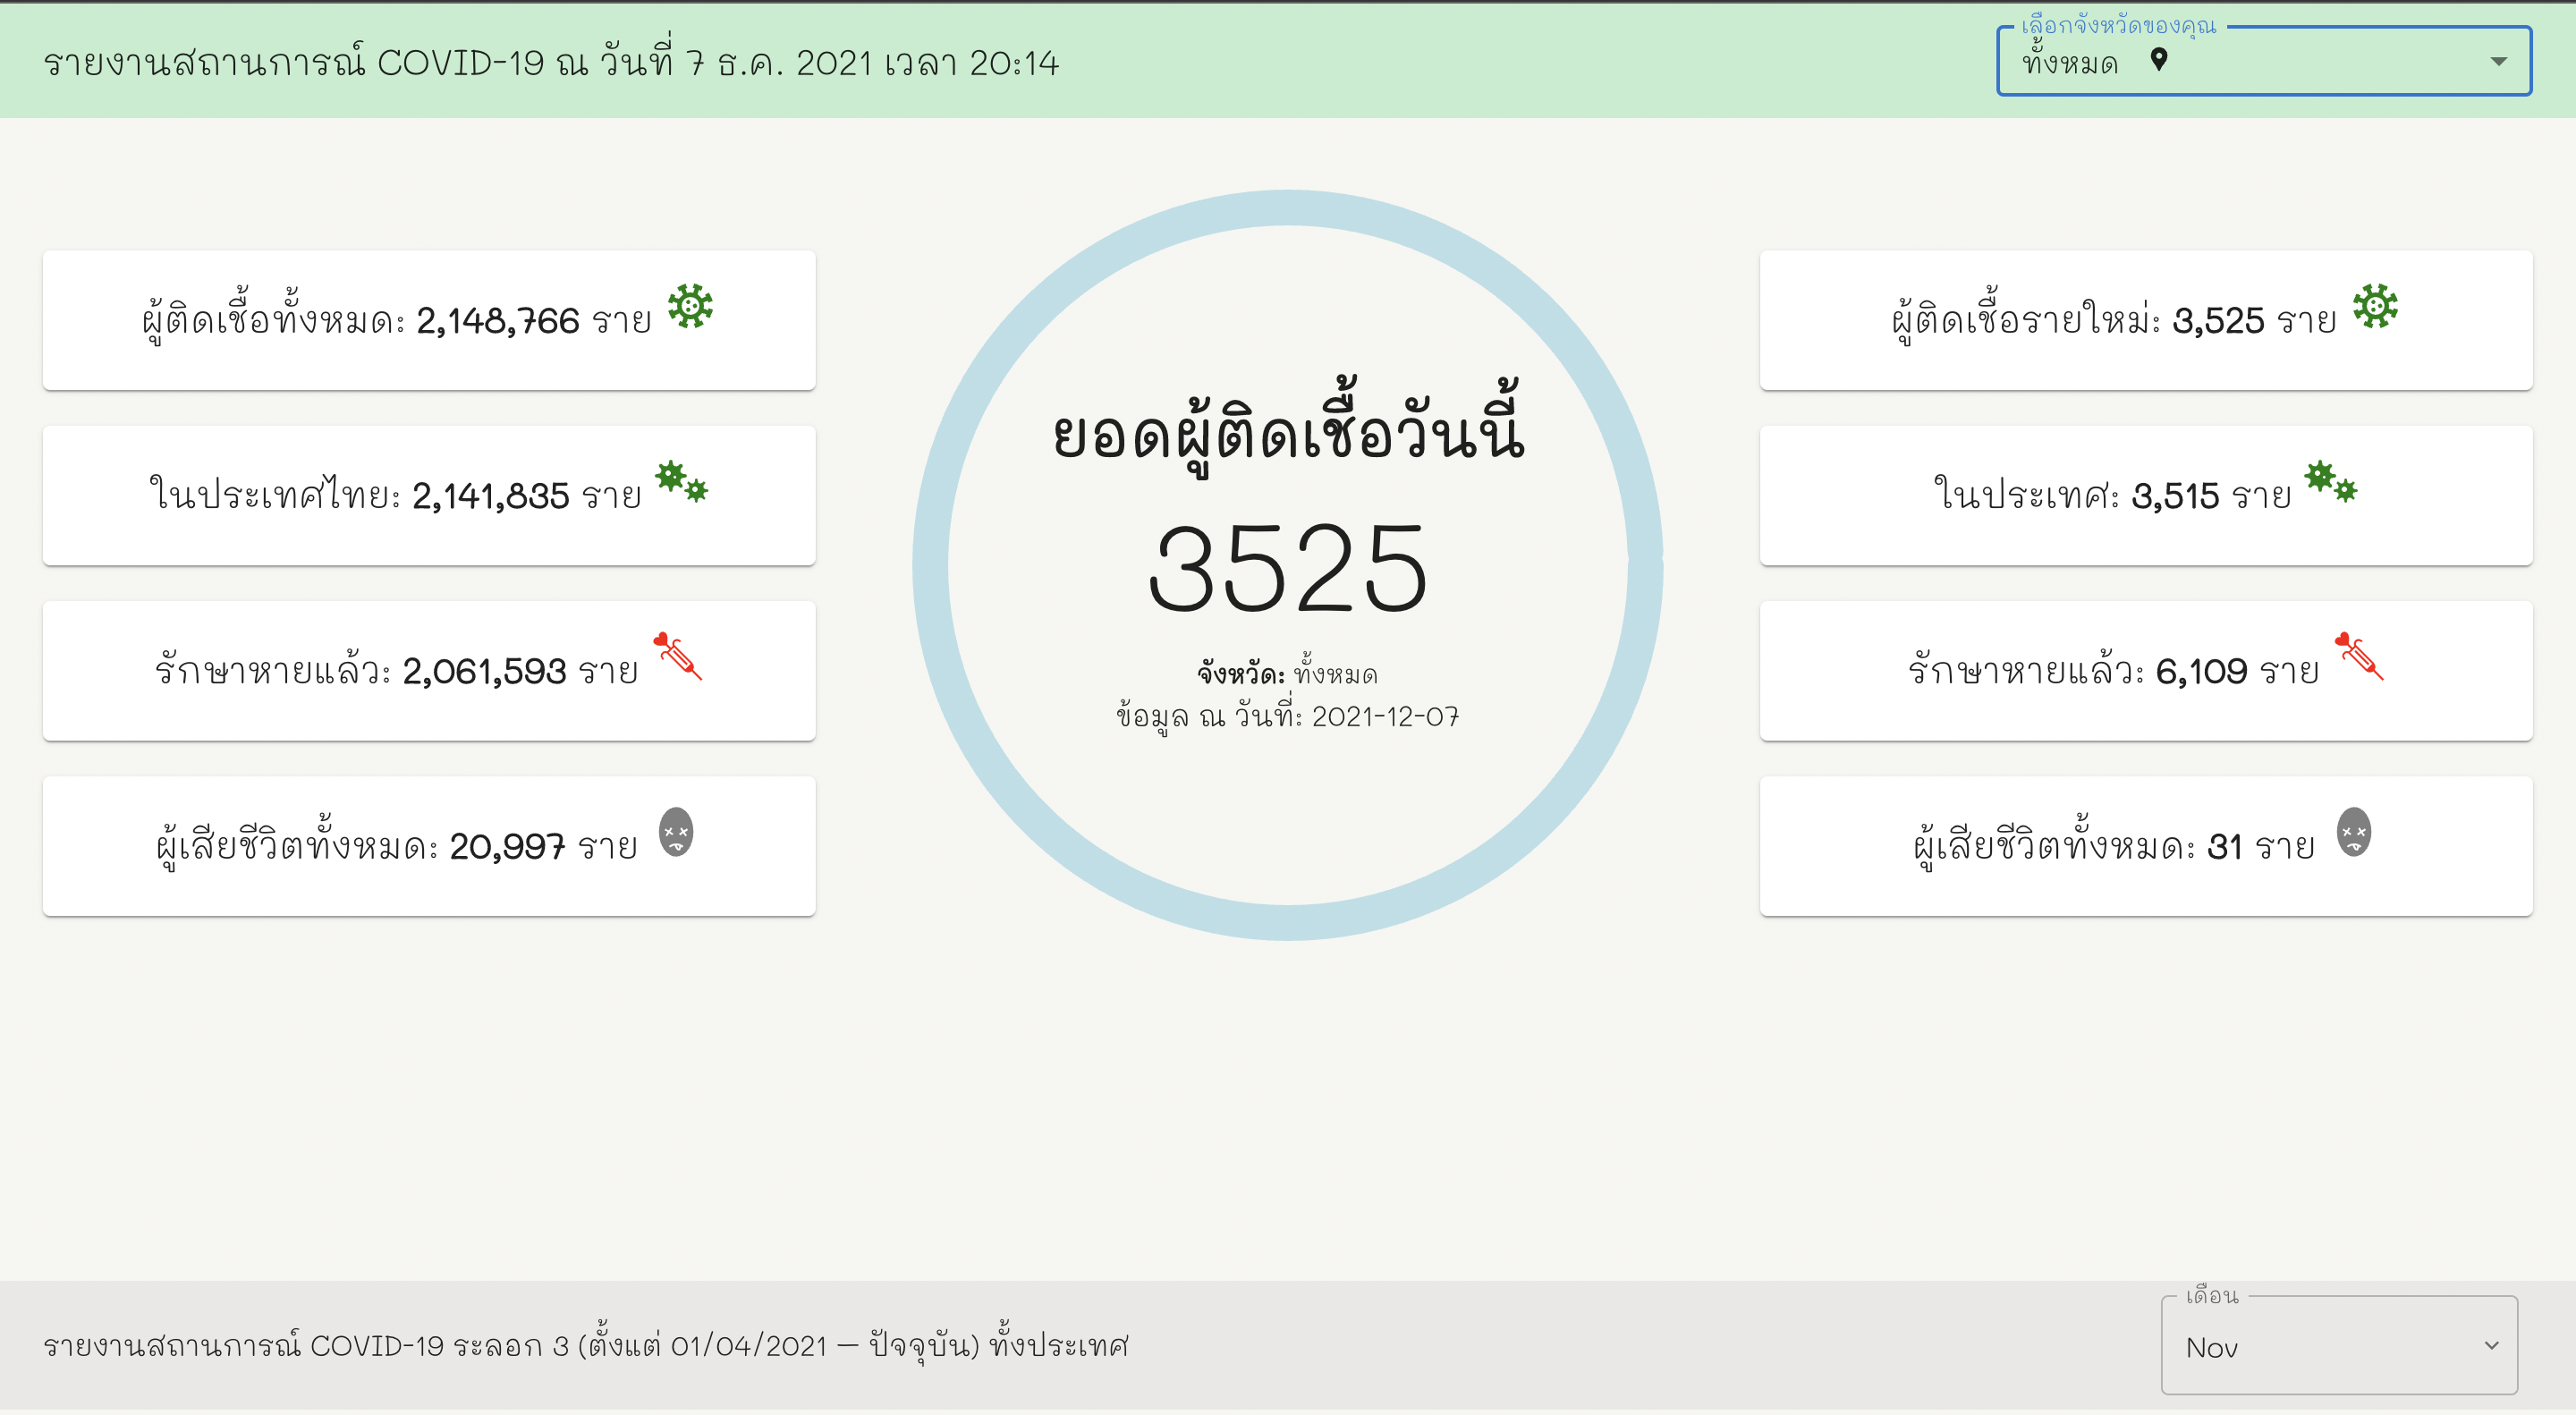 รายงานสถานการณ์ COVID-19 ณ วันที่ 7 ธ.ค. 2021 เวลา 20:14
เลือกจังหวัดของคุณ
ทั้งหมด
ผู้ติดเชื้อทั้งหมด: 2,148,766 ราย
ในประเทศไทย: 2,141,835 ราย
รักษาหายแล้ว: 2,061,593 ราย
ผู้เสียชีวิตทั้งหมด: 20,997 ราย
ยอดผู้ติดเชื้อวันนี้
3525
จังหวัด: ทั้งหมด
ข้อมูล ณ วันที่: 2021-12-07
ผู้ติดเชื้อรายใหม่: 3,525 ราย
ในประเทศ: 3,515 ราย
รักษาหายแล้ว: 6,109 ราย
ผู้เสียชีวิตทั้งหมด: 31 ราย
รายงานสถานการณ์ COVID-19 ระลอก 3 (ตั้งแต่ 01/04/2021 – ปัจจุบัน) ทั้งประเทศ
เดือน
Nov